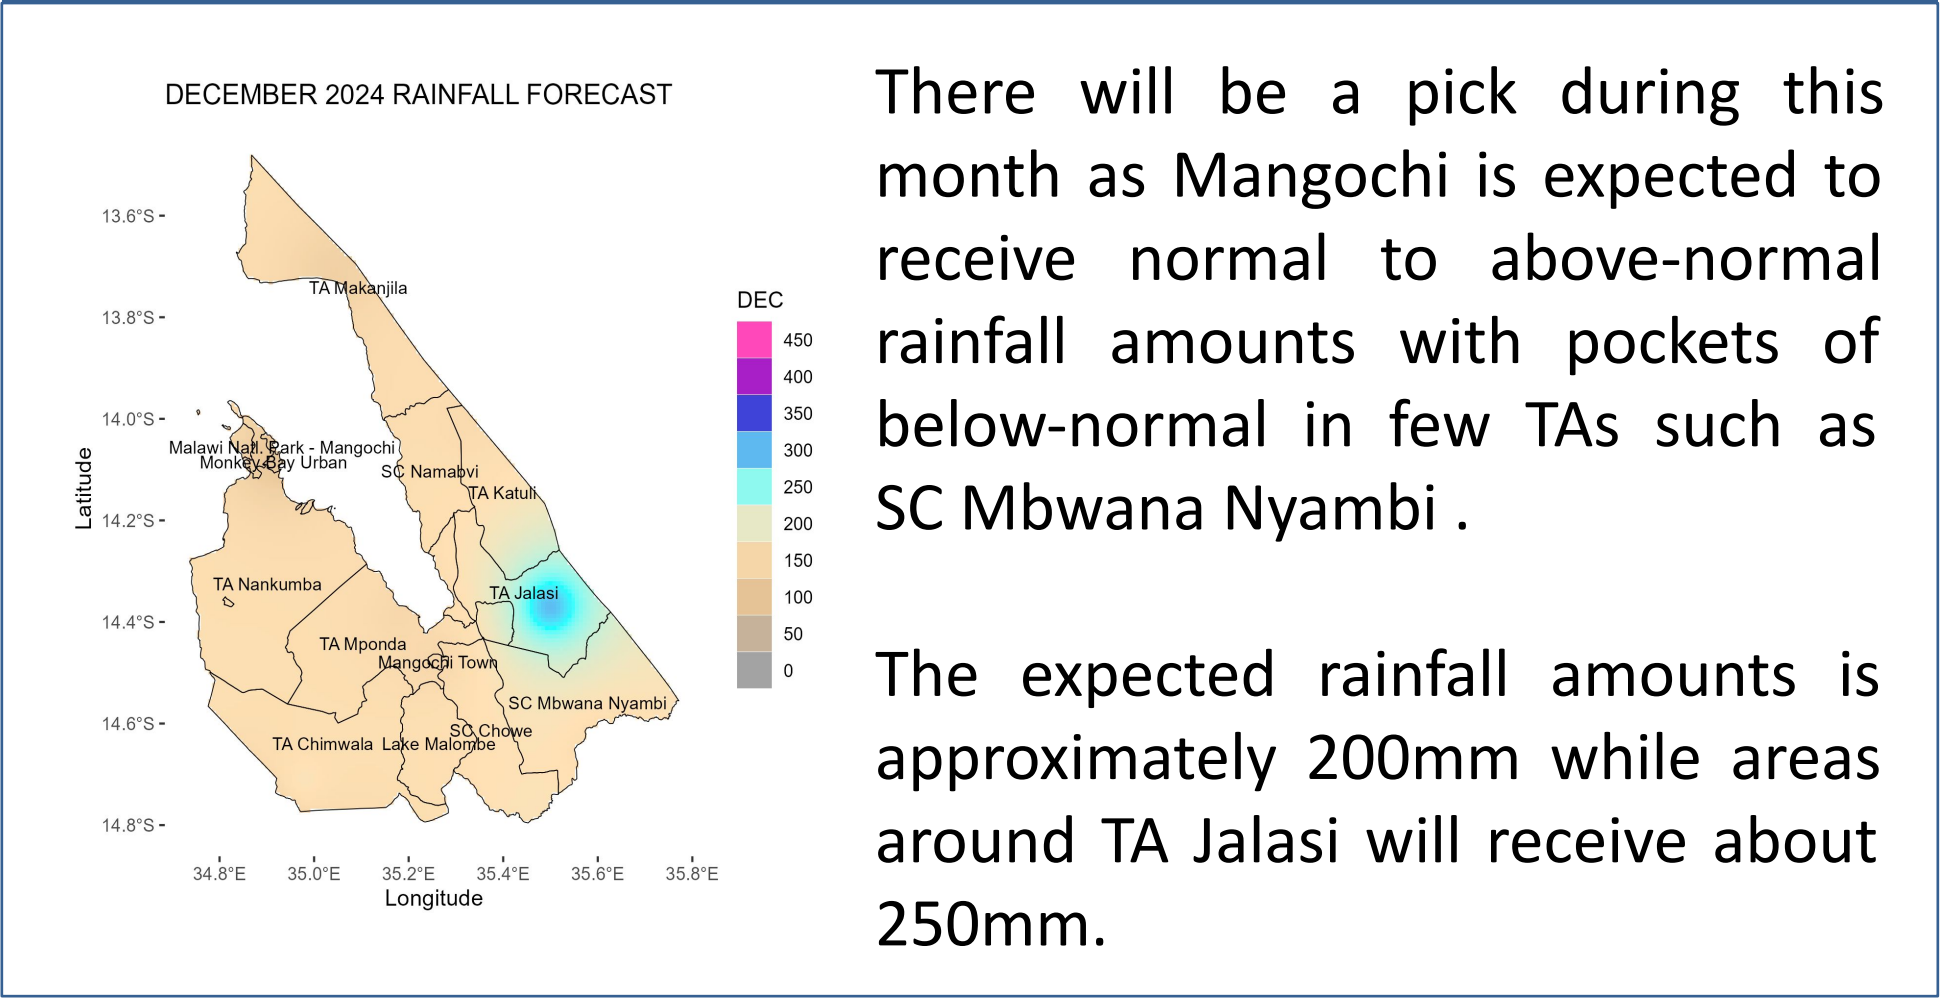 DECEMBER 2024 RAINFALL FORECAST
13.6°S
13.8°S
14.0°S
14.2°S
14.4°S
14.6°S
14.8°S
Latitude
TA Makanjila
Malawi Natl. Park - Mangochi
Monkey Bay Urban
SC Namabvi
TA Katuli
TA Nankumba
TA Jalasi
TA Mponda
Mangochi Town
SC Mbwana Nyambi
SC Chowe
TA Chimwala
Lake Malombe
34.8°E
35.0°E
35.2°E
35.4°E
35.6°E
35.8°E
Longitude
DEC
450
400
350
300
250
200
150
100
50
0
There will be a pick during this
month as Mangochi is expected to
receive normal to above-normal
rainfall amounts with pockets of
below-normal in few TAs such as
SC Mbwana Nyambi .
The expected rainfall amounts is
approximately 200mm while areas
around TA Jalasi will receive about
250mm.